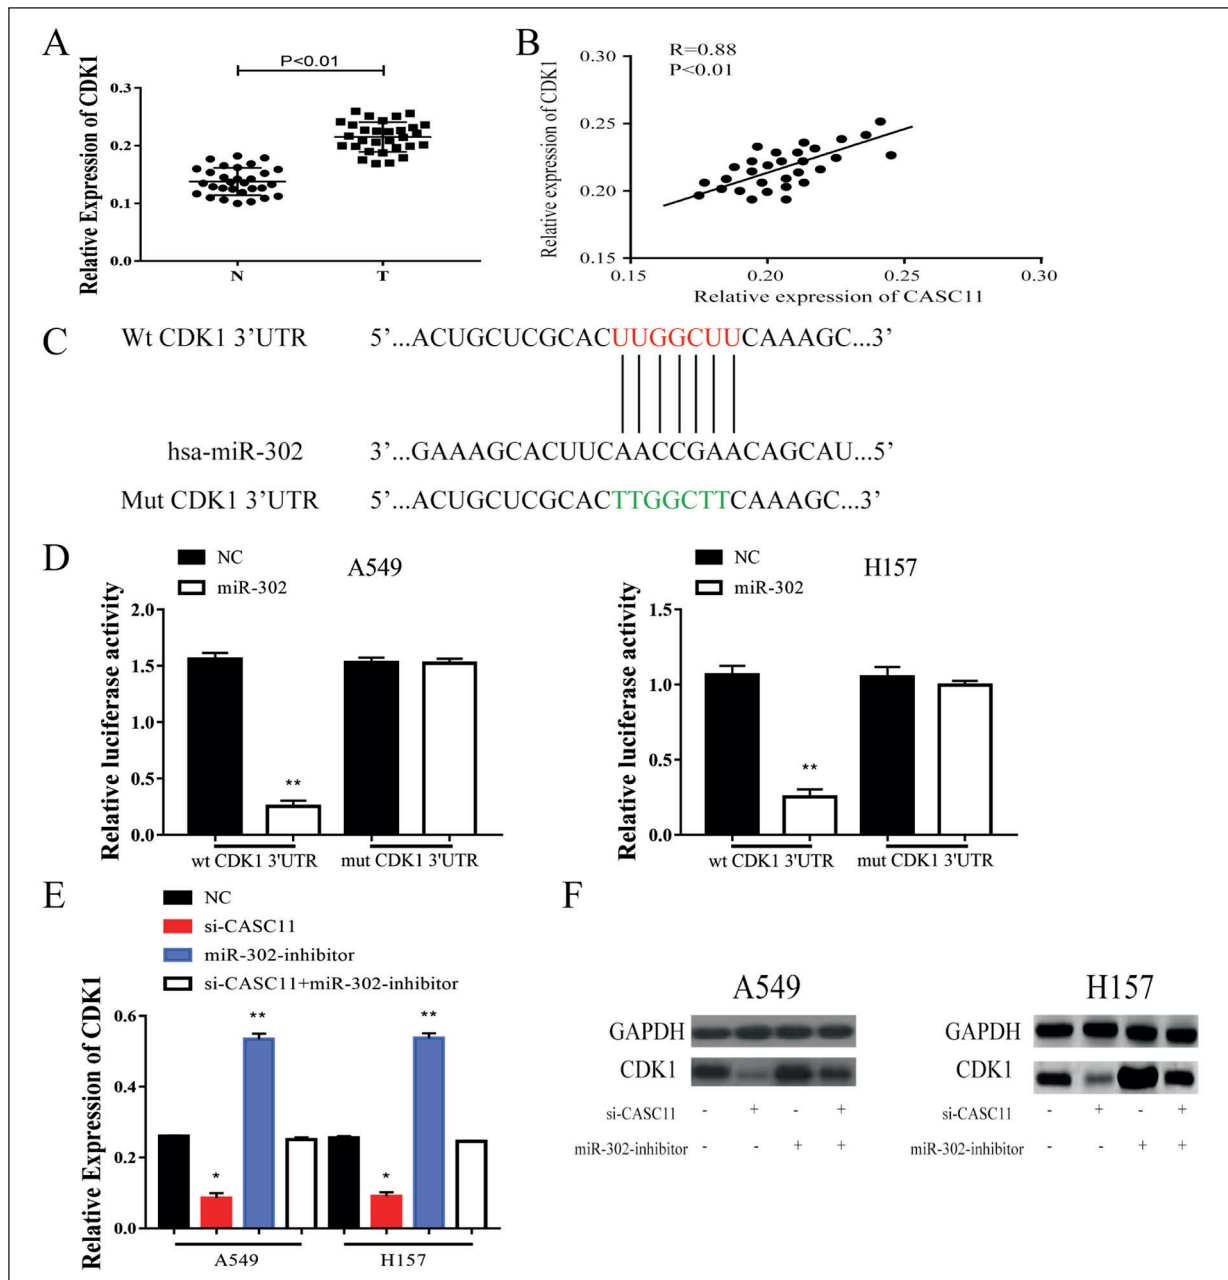 A
P<0.01
Relative Expression of CDK1
0.3
0.2
0.1
0.0
N T
B
R=0.88
P<0.01
Relative expression of CDK1
0.30
0.25
0.20
0.15
0.15 0.20 0.25 0.30
Relative expression of CASC11
C
Wt CDK1 3’UTR 5’...ACUGCUCGCACUUGGCUUCAAAGC...3’
hsa-miR-302 3’...GAAAGCACUUCAACCGAACAGCAU...5’
Mut CDK1 3’UTR 5’...ACUGCUCGCACTTGGCTTCAAAGC...3’
D
NC
miR-302
A549
Relative luciferase activity
2.0
1.5
1.0
0.5
0.0
**
wt CDK1 3'UTR mut CDK1 3'UTR
NC
miR-302
H157
Relative luciferase activity
1.5
1.0
0.5
0.0
**
wt CDK1 3'UTR mut CDK1 3'UTR
E
NC
si-CASC11
miR-302-inhibitor
si-CASC11+miR-302-inhibitor
Relative Expression of CDK1
0.6
0.4
0.2
0.0
* ** * **
A549 H157
F
A549
GAPDH
CDK1
si-CASC11 - + - +
miR-302-inhibitor - - + +
H157
GAPDH
CDK1
si-CASC11 - + - +
miR-302-inhibitor - - + +